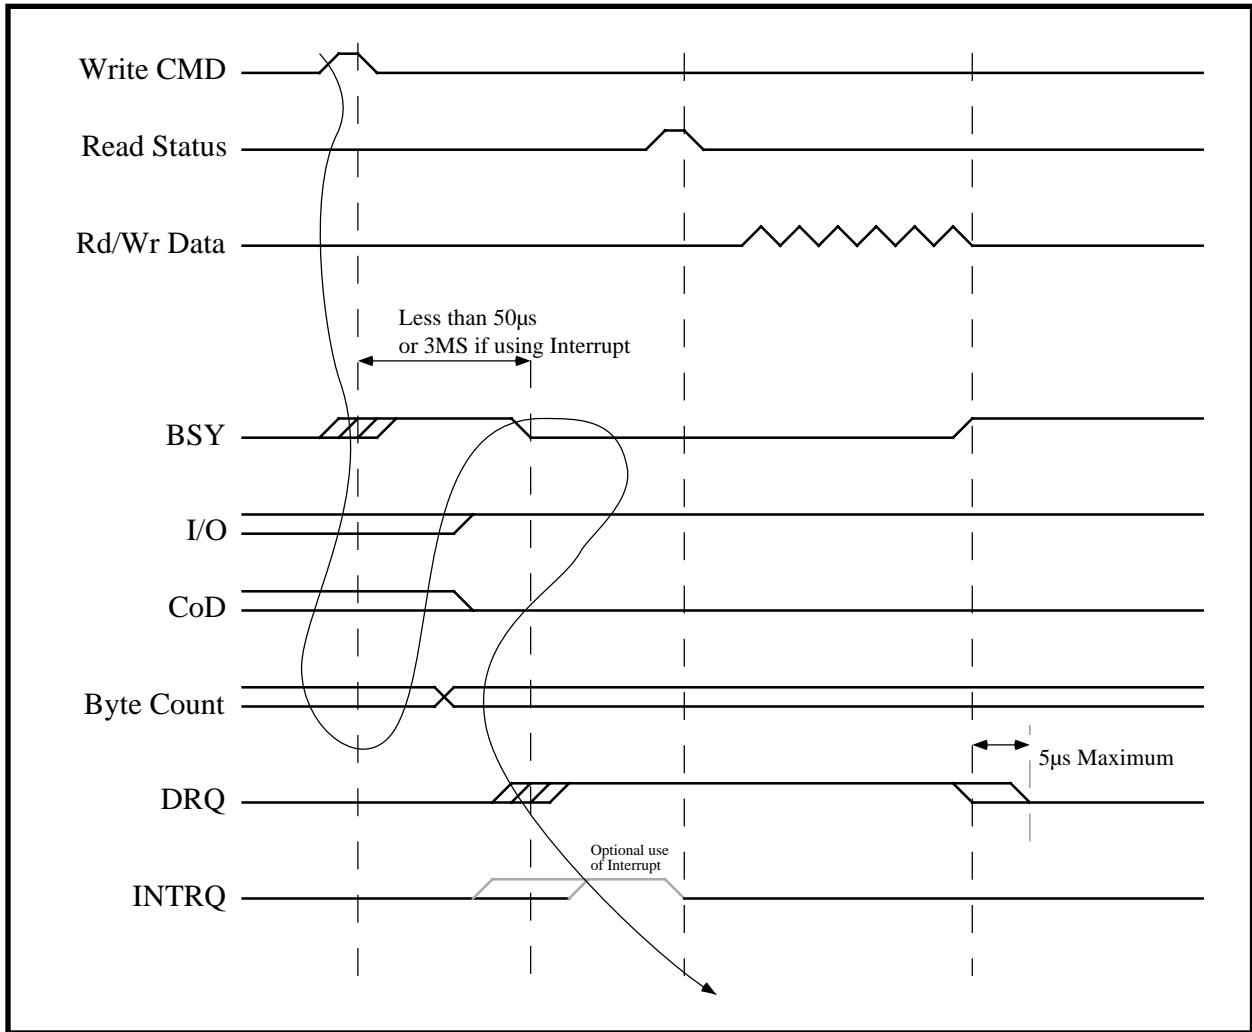 Write CMD
Read Status
Rd/Wr Data
Less than 50µs
or 3MS if using Interrupt
BSY
I/O
CoD
Byte Count
5µs Maximum
DRQ
Optional use
of Interrupt
INTRQ